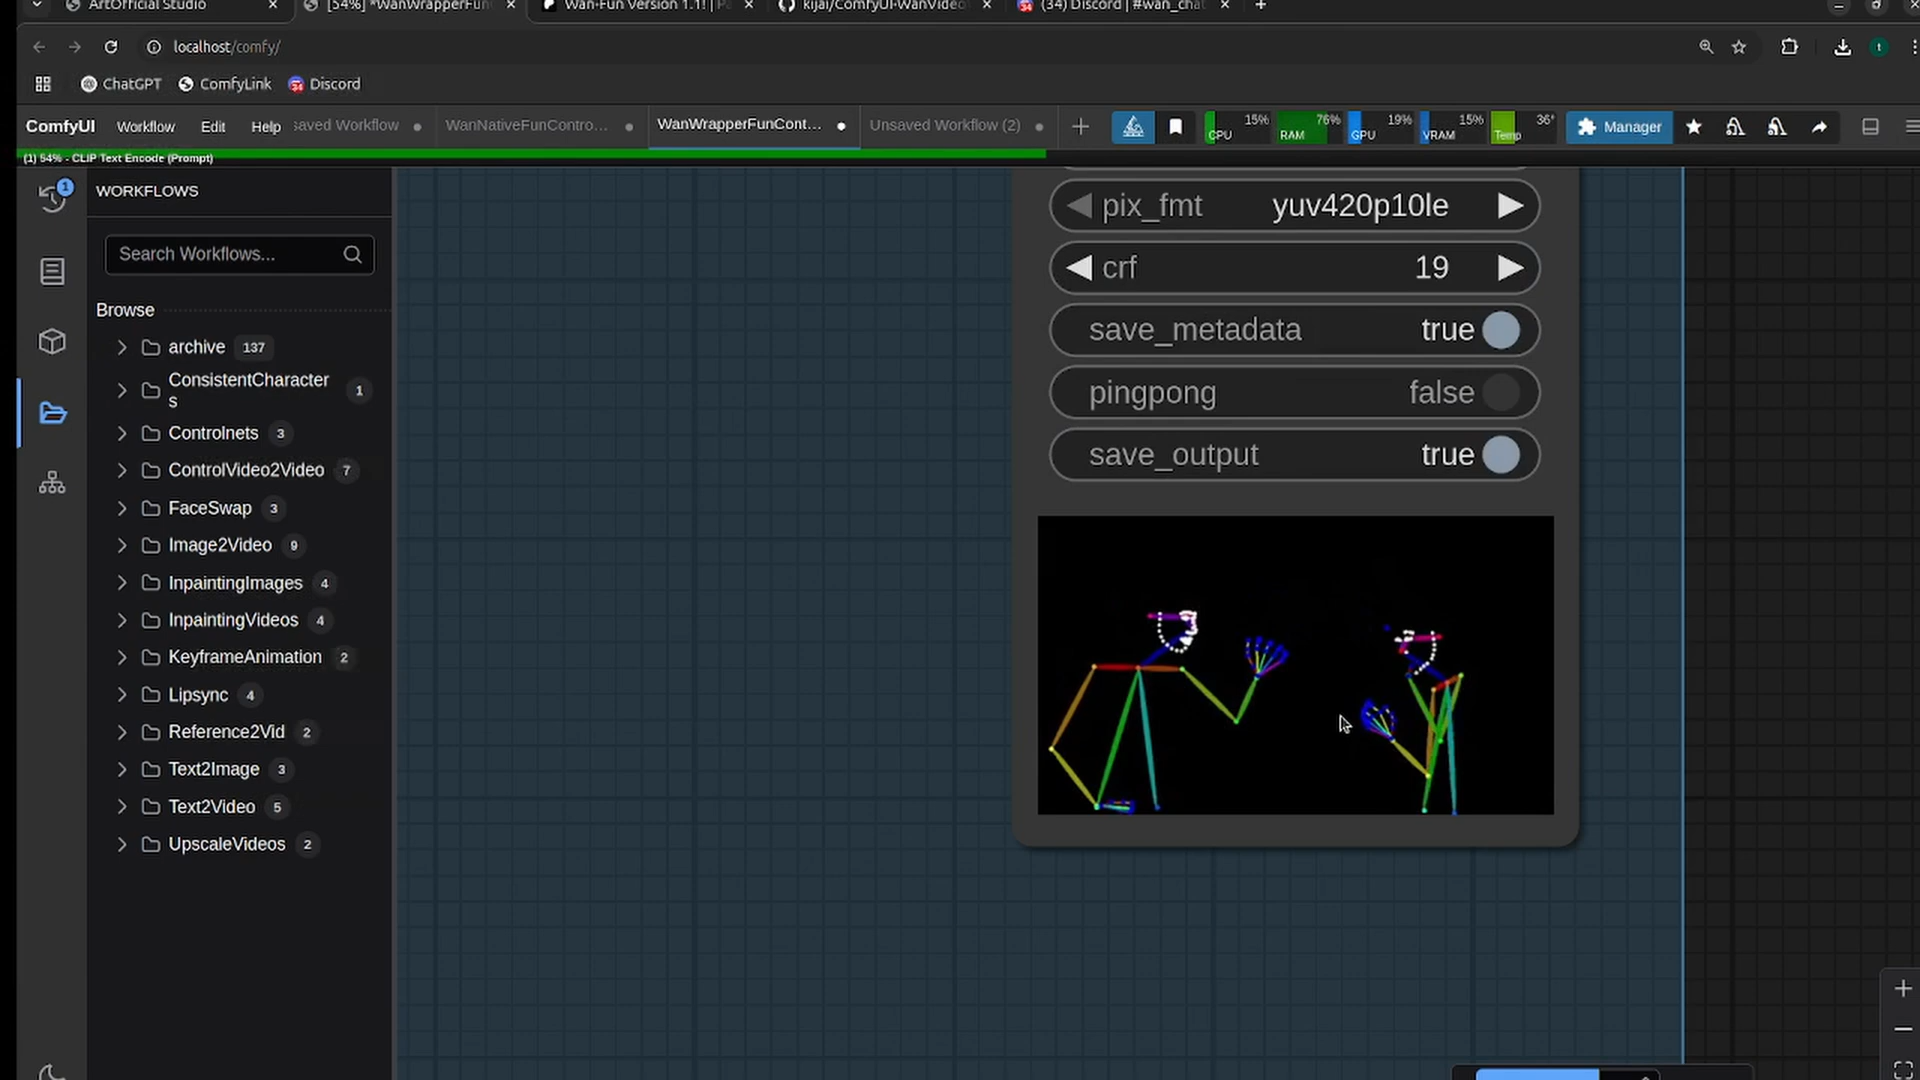 ArtOfficial Studio
[54%] *WanWrapperFun
Wan-Fun Version 1.1! | P
kijai/ComfyUI-WanVideo
(34) Discord | #wan_chat
localhost/comfy/
ChatGPT
ComfyLink
Discord
ComfyUI
Workflow
Edit
Help
saved Workflow
WanNativeFunContro...
WanWrapperFunCont...
Unsaved Workflow (2)
CPU 15%
RAM 76%
GPU 19%
VRAM 15%
Temp 36°
Manager
(1) 54% - CLIP Text Encode (Prompt)
1
WORKFLOWS
Search Workflows...
Browse
archive 137
ConsistentCharacter
s 1
Controlnets 3
ControlVideo2Video 7
FaceSwap 3
Image2Video 9
InpaintingImages 4
InpaintingVideos 4
KeyframeAnimation 2
Lipsync 4
Reference2Vid 2
Text2Image 3
Text2Video 5
UpscaleVideos 2
pix_fmt yuv420p10le
crf 19
save_metadata true
pingpong false
save_output true